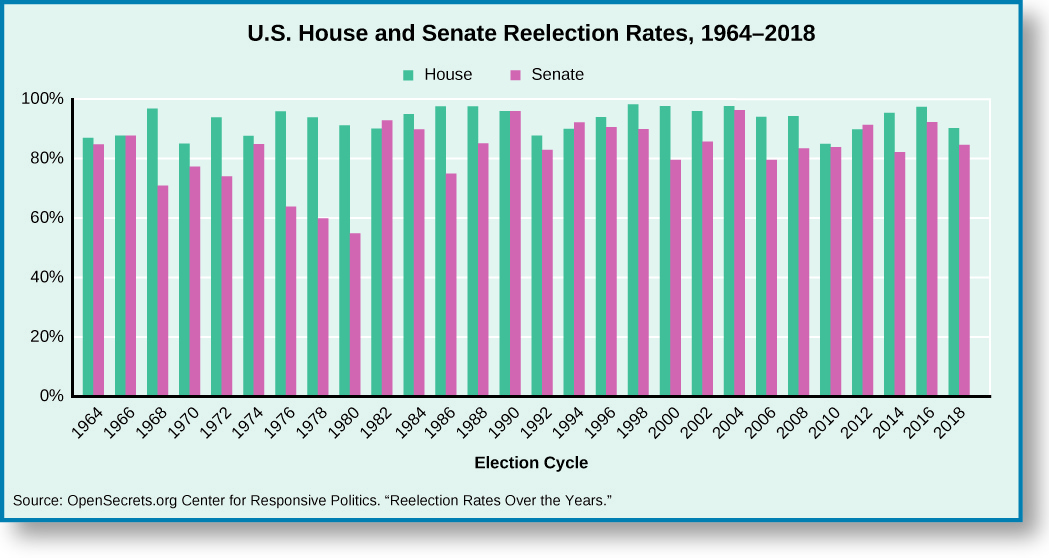 U.S. House and Senate Reelection Rates, 1964–2018
House Senate
100%
80%
60%
40%
20%
0%
1964 1966 1968 1970 1972 1974 1976 1978 1980 1982 1984 1986 1988 1990 1992 1994 1996 1998 2000 2002 2004 2006 2008 2010 2012 2014 2016 2018
Election Cycle
Source: OpenSecrets.org Center for Responsive Politics. “Reelection Rates Over the Years.”